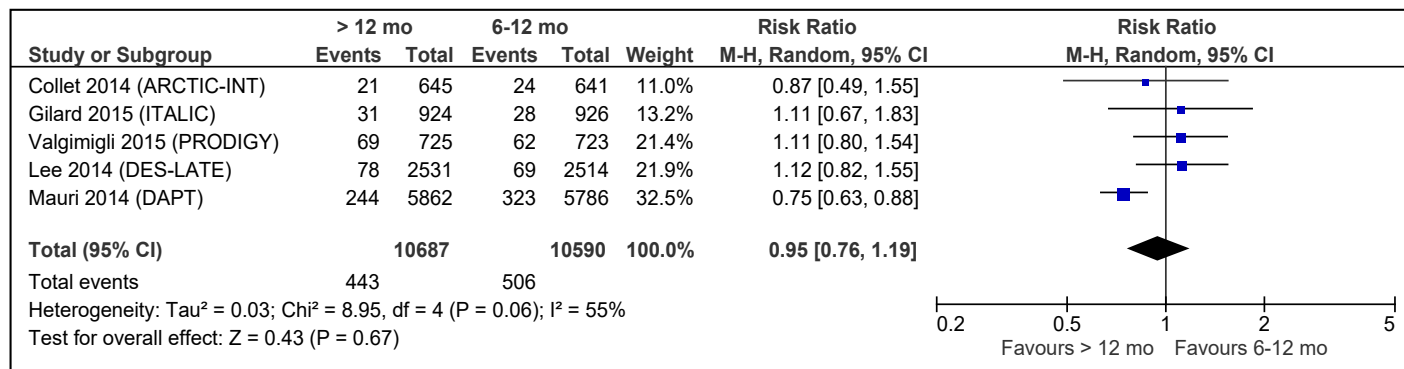 > 12 mo 6-12 mo Risk Ratio Risk Ratio
Study or Subgroup Events Total Events Total Weight M-H, Random, 95% CI M-H, Random, 95% CI
Collet 2014 (ARCTIC-INT) 21 645 24 641 11.0% 0.87 [0.49, 1.55]
Gilard 2015 (ITALIC) 31 924 28 926 13.2% 1.11 [0.67, 1.83]
Valgimigli 2015 (PRODIGY) 69 725 62 723 21.4% 1.11 [0.80, 1.54]
Lee 2014 (DES-LATE) 78 2531 69 2514 21.9% 1.12 [0.82, 1.55]
Mauri 2014 (DAPT) 244 5862 323 5786 32.5% 0.75 [0.63, 0.88]
Total (95% CI) 10687 10590 100.0% 0.95 [0.76, 1.19]
Total events 443 506
Heterogeneity: Tau² = 0.03; Chi² = 8.95, df = 4 (P = 0.06); I² = 55%
Test for overall effect: Z = 0.43 (P = 0.67)
0.2 0.5 1 2 5
Favours > 12 mo Favours 6-12 mo